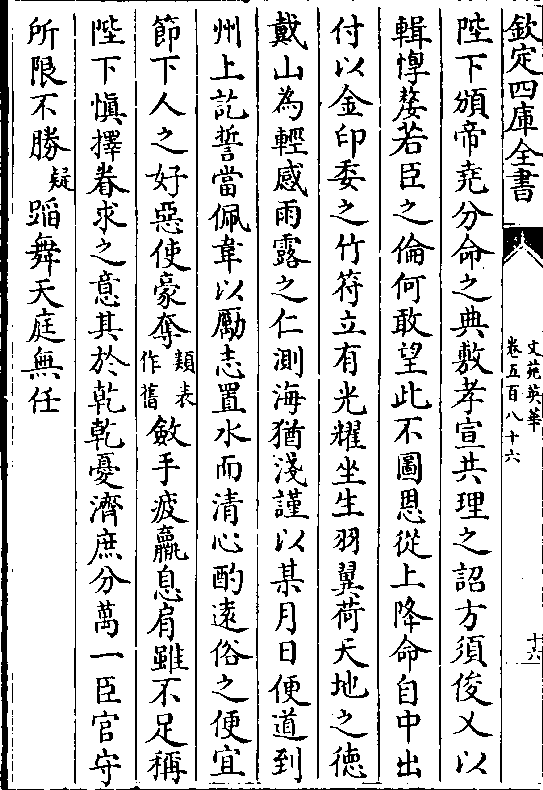 欽定四庫全書
文苑英華
卷五百八十六
十六
陛下頒帝堯分命之典敷孝宣共理之詔方須俊乂以
輯惸嫠若臣之倫何敢望此不圖恩從上降命自中出
付以金印委之竹符立有光耀坐生羽翼荷天地之徳
戴山為輕感雨露之仁測海猶淺謹以某月日便道到
州上訖誓當佩韋以勵志置水而清心酌遠俗之便宜
節下人之好惡使豪奪類表作舊斂手疲羸息肩雖不足稱
陛下慎擇眷求之意其於乾乾憂濟庶分萬一臣官守
所限不勝疑蹈舞天庭無任